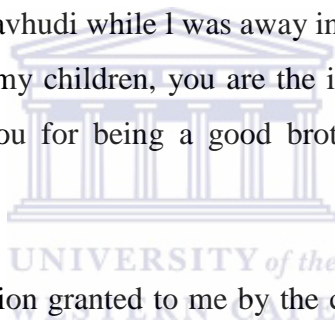 avhudi while l was away in
my children, you are the i
ou for being a good brot
UNIVERSITY of the
ion granted to me by the
WESTERN CAPE